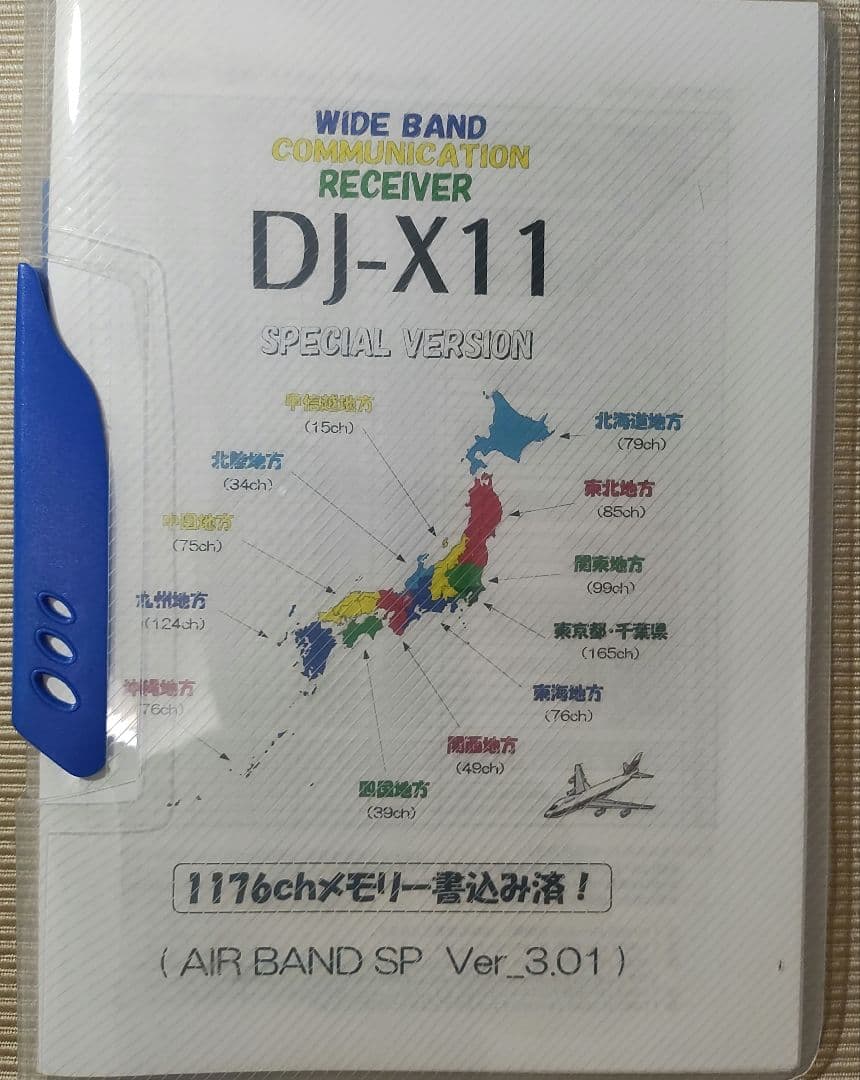 WIDE BAND
COMMUNICATION
RECEIVER
DJ-X11
SPECIAL VERSION
甲信越地方
(15ch)
北海道地方
(79ch)
北陸地方
(34ch)
東北地方
(85ch)
中国地方
(75ch)
関東地方
(99ch)
九州地方
(124ch)
東京都・千葉県
(165ch)
沖縄地方
(76ch)
東海地方
(76ch)
関西地方
(49ch)
四国地方
(39ch)
1176chメモリー書込み済！
( AIR BAND SP Ver_3.01 )